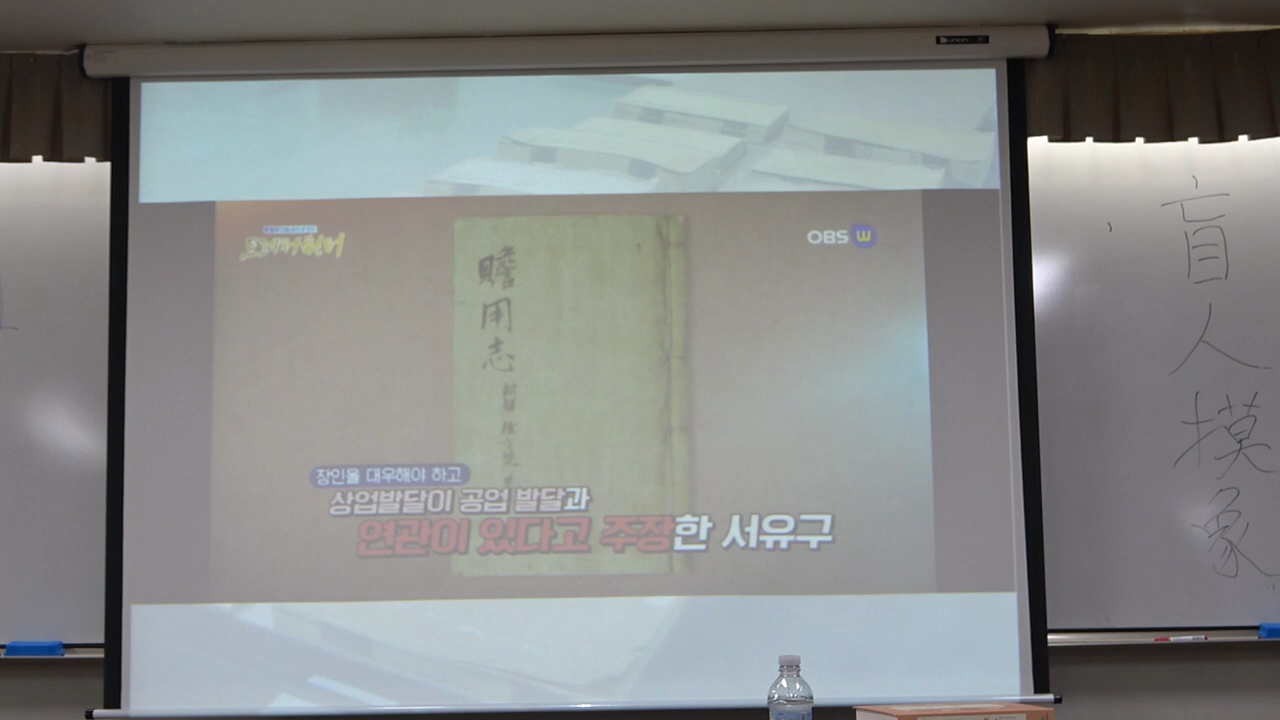 OBS W
贍用志
장인을 대우해야 하고
상업발달이 공업 발달과
연관이 있다고 주장한 서유구
盲人摸象